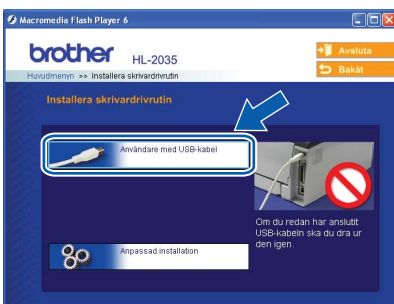 Macromedia Flash Player 6
brother
HL-2035
Avsluta
Bakåt
Huvudmenyn >> Installera skrivardrivrutin
Installera skrivardrivrutin
Användare med USB-kabel
Om du redan har anslutit
USB-kabeln ska du dra ur
den igen.
Anpassad installation